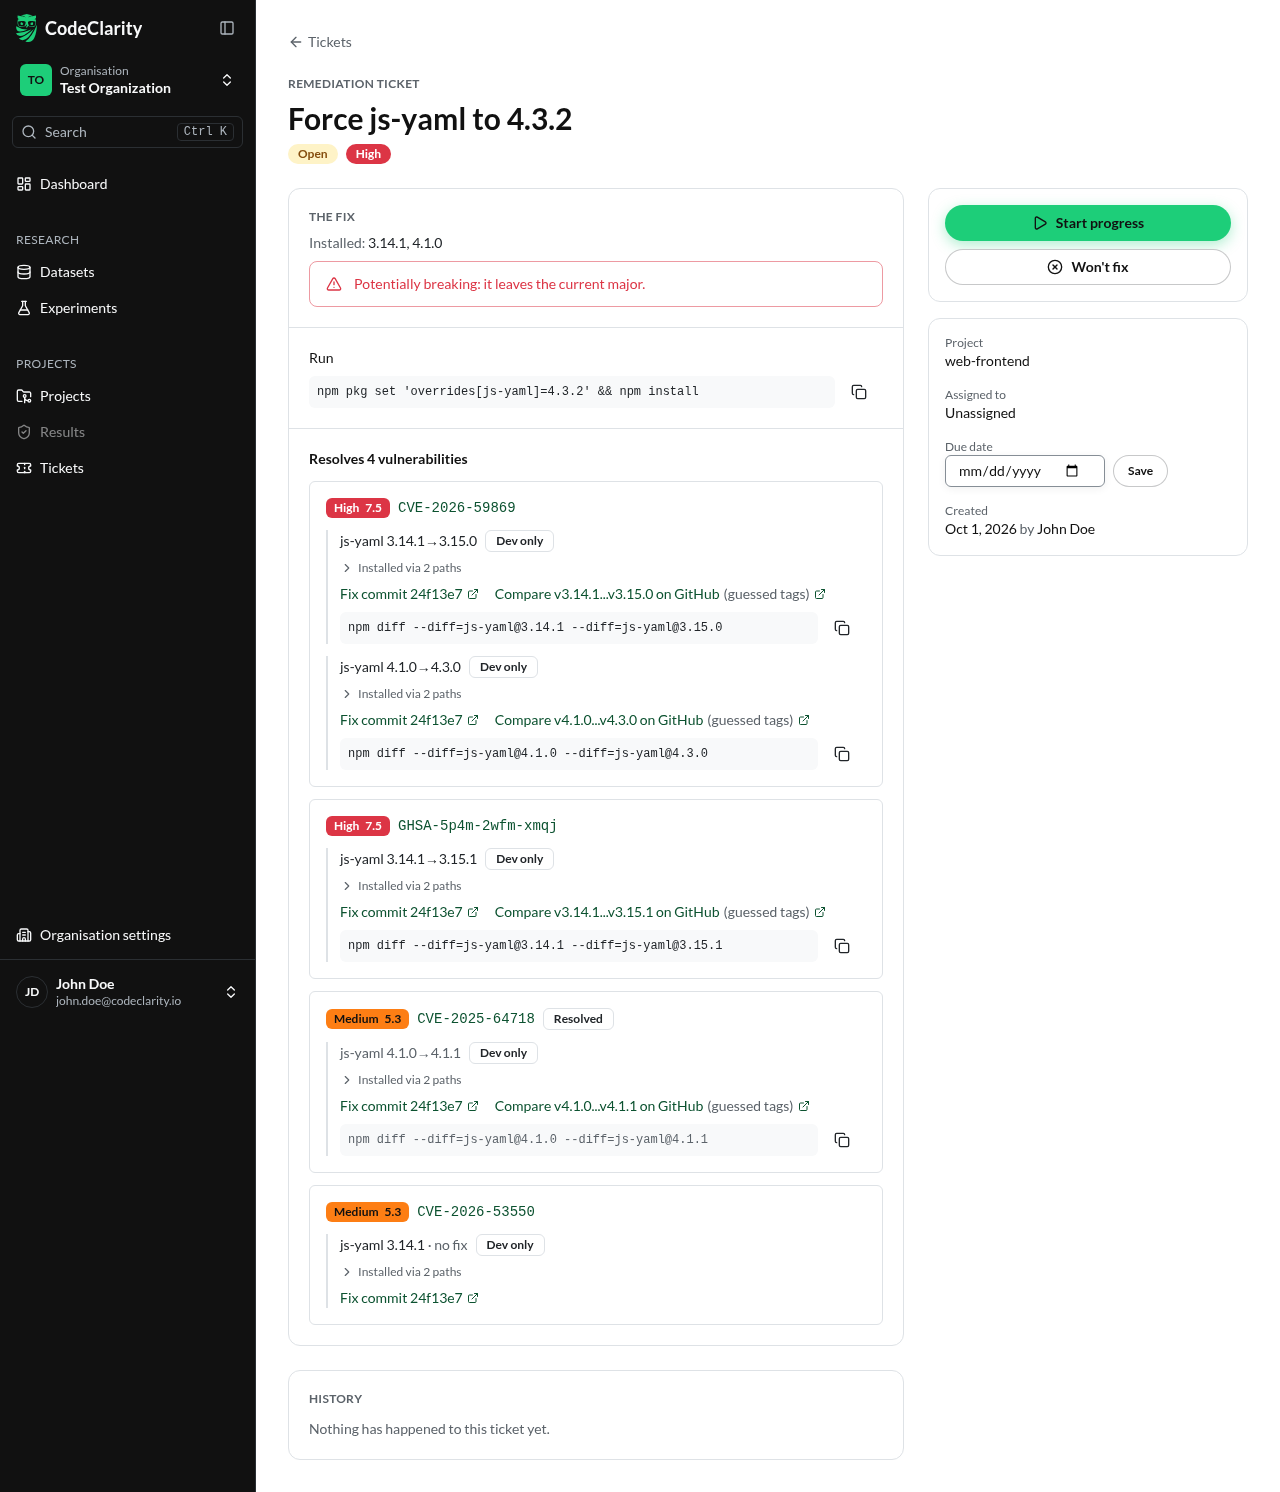 CodeClarity
TO
Organisation
Test Organization
Search
Ctrl K
Dashboard
RESEARCH
Datasets
Experiments
PROJECTS
Projects
Results
Tickets
Organisation settings
JD
John Doe
john.doe@codeclarity.io
Tickets
REMEDIATION TICKET
Force js-yaml to 4.3.2
Open
High
THE FIX
Installed: 3.14.1, 4.1.0
Potentially breaking: it leaves the current major.
Run
npm pkg set 'overrides[js-yaml]=4.3.2' && npm install
Resolves 4 vulnerabilities
High 7.5 CVE-2026-59869
js-yaml 3.14.1→3.15.0 Dev only
Installed via 2 paths
Fix commit 24f13e7 Compare v3.14.1...v3.15.0 on GitHub (guessed tags)
npm diff --diff=js-yaml@3.14.1 --diff=js-yaml@3.15.0
js-yaml 4.1.0→4.3.0 Dev only
Installed via 2 paths
Fix commit 24f13e7 Compare v4.1.0...v4.3.0 on GitHub (guessed tags)
npm diff --diff=js-yaml@4.1.0 --diff=js-yaml@4.3.0
High 7.5 GHSA-5p4m-2wfm-xmqj
js-yaml 3.14.1→3.15.1 Dev only
Installed via 2 paths
Fix commit 24f13e7 Compare v3.14.1...v3.15.1 on GitHub (guessed tags)
npm diff --diff=js-yaml@3.14.1 --diff=js-yaml@3.15.1
Medium 5.3 CVE-2025-64718 Resolved
js-yaml 4.1.0→4.1.1 Dev only
Installed via 2 paths
Fix commit 24f13e7 Compare v4.1.0...v4.1.1 on GitHub (guessed tags)
npm diff --diff=js-yaml@4.1.0 --diff=js-yaml@4.1.1
Medium 5.3 CVE-2026-53550
js-yaml 3.14.1 · no fix Dev only
Installed via 2 paths
Fix commit 24f13e7
HISTORY
Nothing has happened to this ticket yet.
Start progress
Won't fix
Project
web-frontend
Assigned to
Unassigned
Due date
mm/dd/yyyy
Save
Created
Oct 1, 2026 by John Doe